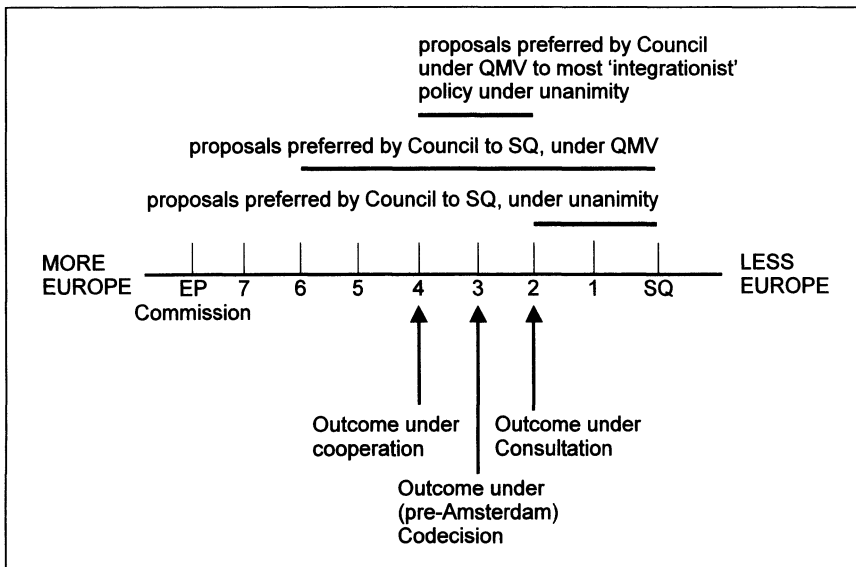 proposals preferred by Council
under QMV to most ‘integrationist’
policy under unanimity
proposals preferred by Council to SQ, under QMV
proposals preferred by Council to SQ, under unanimity
MORE
EUROPE
LESS
EUROPE
EP 7 6 5 4 3 2 1 SQ
Commission
Outcome under
cooperation
Outcome under
Consultation
Outcome under
(pre-Amsterdam)
Codecision